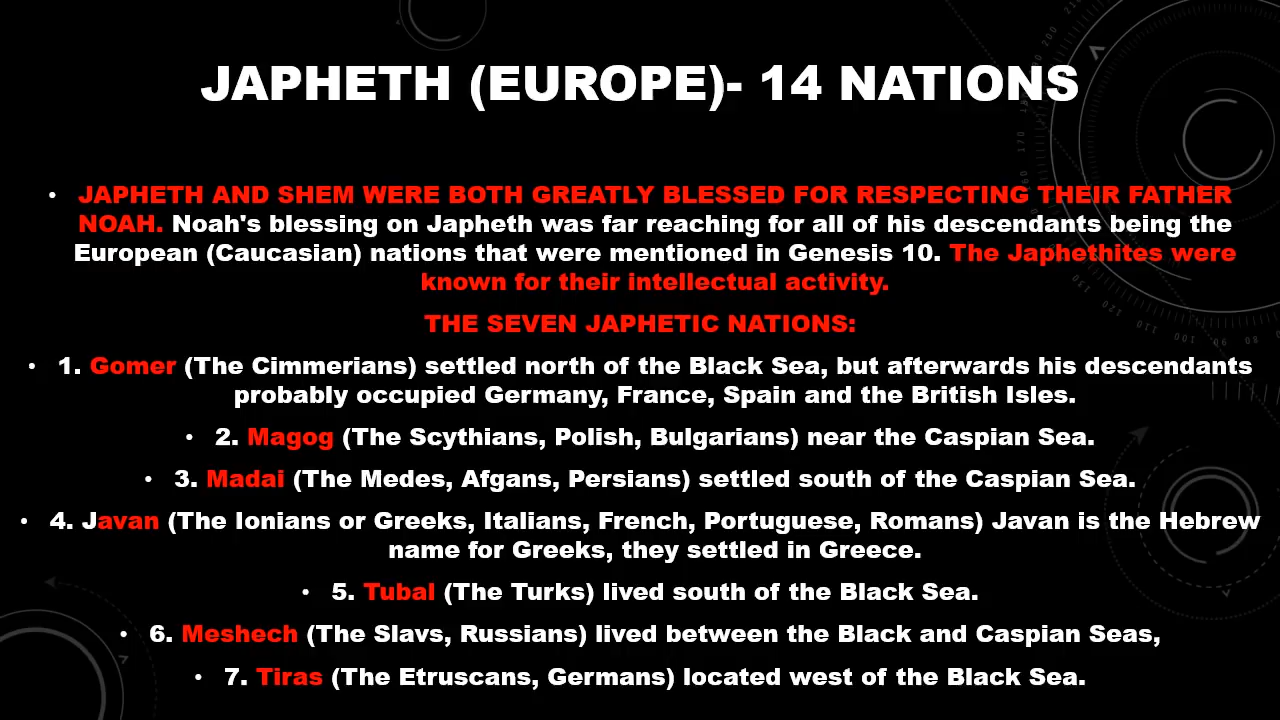 JAPHETH (EUROPE)- 14 NATIONS
• JAPHETH AND SHEM WERE BOTH GREATLY BLESSED FOR RESPECTING THEIR FATHER
NOAH. Noah's blessing on Japheth was far reaching for all of his descendants being the
European (Caucasian) nations that were mentioned in Genesis 10. The Japhethites were
known for their intellectual activity.
THE SEVEN JAPHETIC NATIONS:
• 1. Gomer (The Cimmerians) settled north of the Black Sea, but afterwards his descendants
probably occupied Germany, France, Spain and the British Isles.
• 2. Magog (The Scythians, Polish, Bulgarians) near the Caspian Sea.
• 3. Madai (The Medes, Afgans, Persians) settled south of the Caspian Sea.
• 4. Javan (The Ionians or Greeks, Italians, French, Portuguese, Romans) Javan is the Hebrew
name for Greeks, they settled in Greece.
• 5. Tubal (The Turks) lived south of the Black Sea.
• 6. Meshech (The Slavs, Russians) lived between the Black and Caspian Seas,
• 7. Tiras (The Etruscans, Germans) located west of the Black Sea.